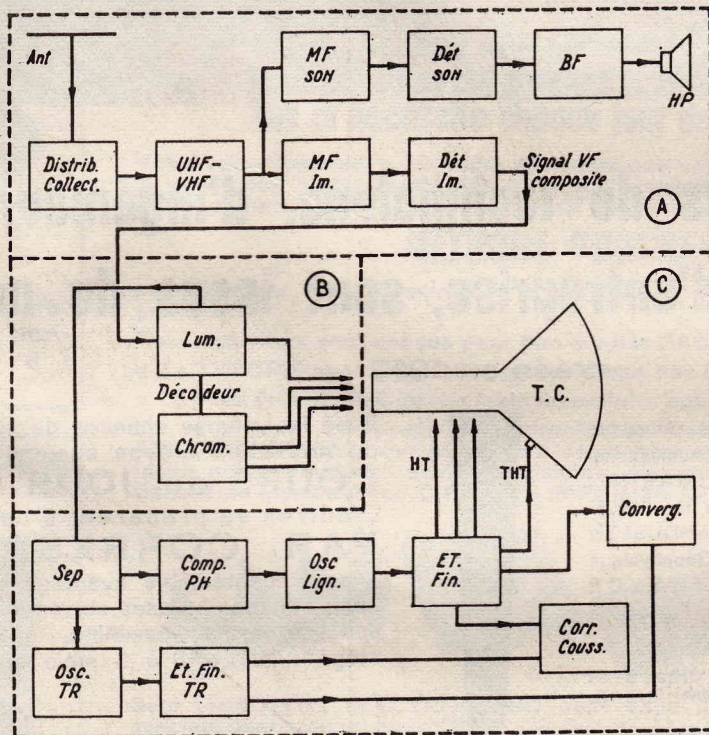 Ant
MF
SON
Dét
SON
BF
HP
Distrib.
Collect.
UHF-
VHF
MF
Im.
Dét
Im.
Signal VF
composite
A
B
C
Lum.
Décodeur
Chrom.
T.C.
HT
THT
Converg.
Sep
Comp.
PH
Osc
Lign.
ET.
Fin.
Corr.
Couss.
Osc.
TR
Et. Fin.
TR